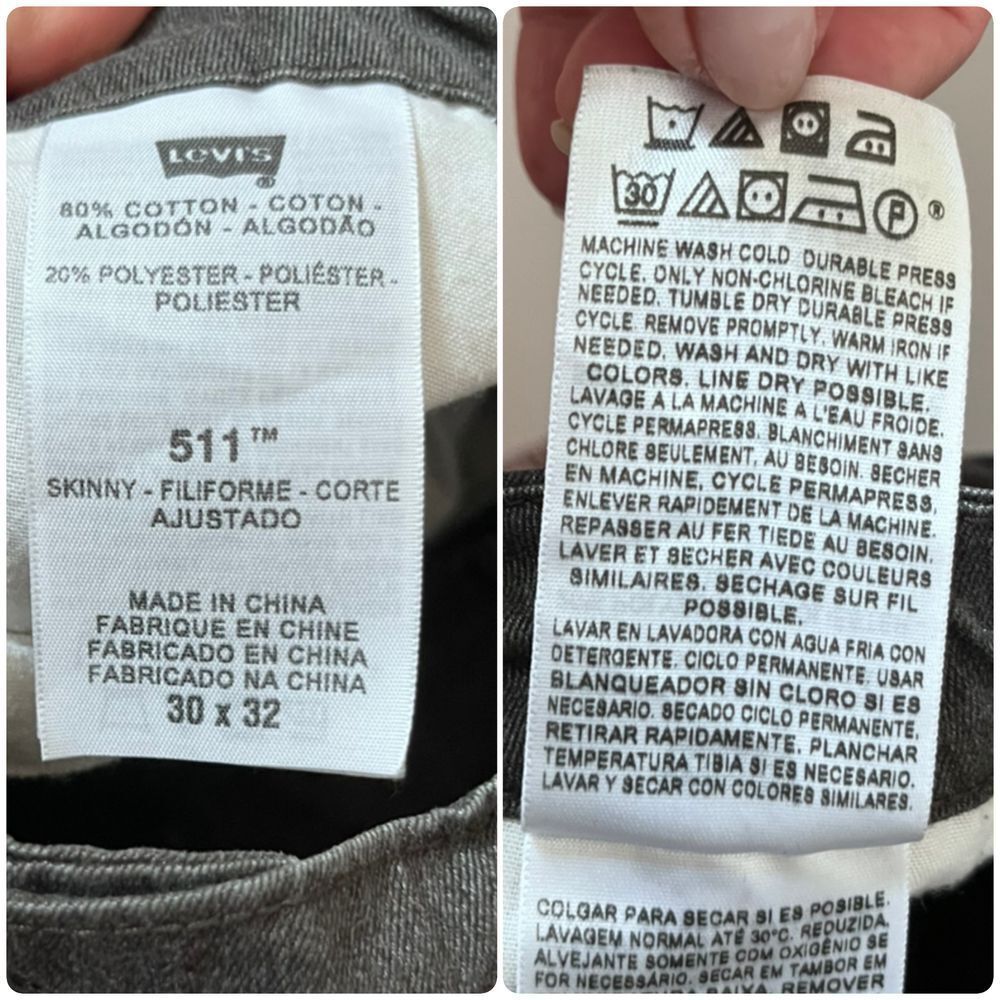 LEVI'S
®
80% COTTON - COTON -
ALGODÓN - ALGODÃO
20% POLYESTER - POLIÉSTER -
POLIESTER
511™
SKINNY - FILIFORME - CORTE
AJUSTADO
MADE IN CHINA
FABRIQUE EN CHINE
FABRICADO EN CHINA
FABRICADO NA CHINA
30 x 32
30 P ®
MACHINE WASH COLD DURABLE PRESS
CYCLE. ONLY NON-CHLORINE BLEACH IF
NEEDED. TUMBLE DRY DURABLE PRESS
CYCLE. REMOVE PROMPTLY. WARM IRON IF
NEEDED. WASH AND DRY WITH LIKE
COLORS. LINE DRY POSSIBLE.
LAVAGE A LA MACHINE A L'EAU FROIDE.
CYCLE PERMAPRESS. BLANCHIMENT SANS
CHLORE SEULEMENT, AU BESOIN. SECHER
EN MACHINE, CYCLE PERMAPRESS.
ENLEVER RAPIDEMENT DE LA MACHINE.
REPASSER AU FER TIEDE AU BESOIN.
LAVER ET SECHER AVEC COULEURS
SIMILAIRES. SECHAGE SUR FIL
POSSIBLE.
LAVAR EN LAVADORA CON AGUA FRIA CON
DETERGENTE. CICLO PERMANENTE. USAR
BLANQUEADOR SIN CLORO SI ES
NECESARIO. SECADO CICLO PERMANENTE.
RETIRAR RAPIDAMENTE. PLANCHAR
TEMPERATURA TIBIA SI ES NECESARIO.
LAVAR Y SECAR CON COLORES SIMILARES.
COLGAR PARA SECAR SI ES POSIBLE.
LAVAGEM NORMAL ATÉ 30°C. REDUZIDA.
ALVEJANTE SOMENTE COM OXIGÊNIO SE
FOR NECESSÁRIO. SECAR EM TAMBOR EM
BAIXA. REMOVER